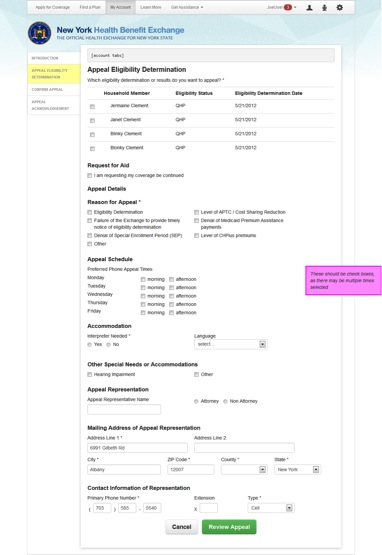 Apply for Coverage Find a Plan My Account Learn More Get Assistance JoeUser 3
New York Health Benefit Exchange
THE OFFICIAL HEALTH EXCHANGE FOR NEW YORK STATE
INTRODUCTION
APPEAL ELIGIBILITY
DETERMINATION
CONFIRM APPEAL
APPEAL
ACKNOWLEDGEMENT
[account tabs]
Appeal Eligibility Determination
Which eligibility determination or results do you want to appeal? *
Household Member Eligibility Status Eligibility Determination Date
Jermaine Clement QHP 5/21/2012
Janet Clement QHP 5/21/2012
Blinky Clement QHP 5/21/2012
Blonky Clement QHP 5/21/2012
Request for Aid
I am requesting my coverage be continued
Appeal Details
Reason for Appeal *
Eligibility Determination Level of APTC / Cost Sharing Reduction
Failure of the Exchange to provide timely Denial of Medicaid Premium Assistance
notice of eligibility determination payments
Denial of Special Enrolment Period (SEP) Level of CHPlus premiums
Other
Appeal Schedule
Preferred Phone Appeal Times
Monday morning afternoon
Tuesday morning afternoon
Wednesday morning afternoon
Thursday morning afternoon
Friday morning afternoon
These should be check boxes,
as there may be multiple times
selected
Accommodation
Interpreter Needed * Language
Yes No select...
Other Special Needs or Accommodations
Hearing Impairment Other
Appeal Representation
Appeal Representative Name Attorney Non Attorney
Mailing Address of Appeal Representation
Address Line 1 * Address Line 2
6991 Gilbeth Rd
City * ZIP Code * County * State *
Albany 12007 New York
Contact Information of Representation
Primary Phone Number * Extension Type *
( 703 ) 585 - 5540 X Cell
Cancel Review Appeal